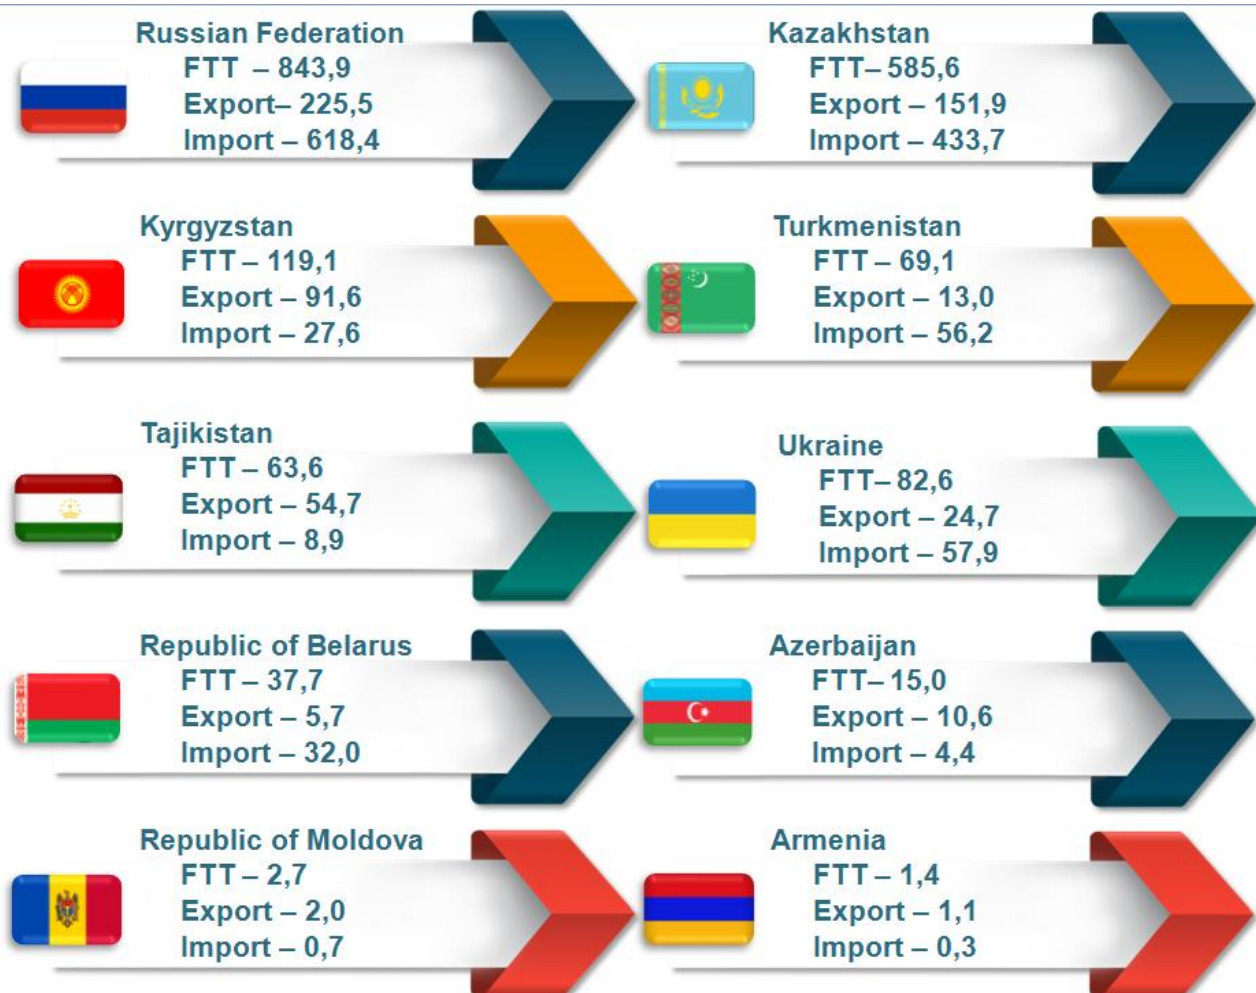 Russian Federation
FTT – 843,9
Export– 225,5
Import – 618,4
Kazakhstan
FTT– 585,6
Export – 151,9
Import – 433,7
Kyrgyzstan
FTT – 119,1
Export – 91,6
Import – 27,6
Turkmenistan
FTT – 69,1
Export – 13,0
Import – 56,2
Tajikistan
FTT – 63,6
Export – 54,7
Import – 8,9
Ukraine
FTT– 82,6
Export – 24,7
Import – 57,9
Republic of Belarus
FTT – 37,7
Export – 5,7
Import – 32,0
Azerbaijan
FTT– 15,0
Export – 10,6
Import – 4,4
Republic of Moldova
FTT – 2,7
Export – 2,0
Import – 0,7
Armenia
FTT – 1,4
Export – 1,1
Import – 0,3